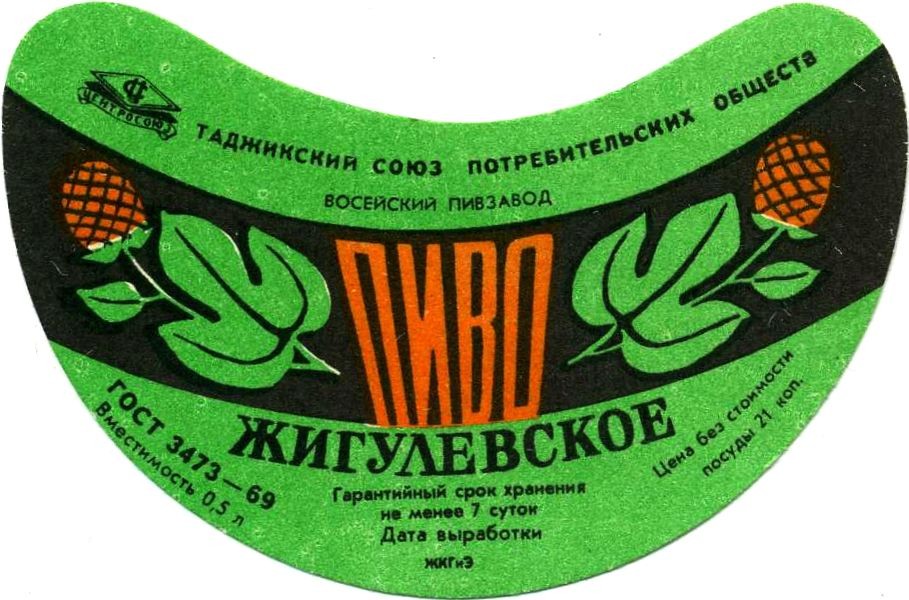 ЦЕНТРОСОЮЗ
ТАДЖИКСКИЙ СОЮЗ ПОТРЕБИТЕЛЬСКИХ ОБЩЕСТВ
ВОСЕЙСКИЙ ПИВЗАВОД
ПИВО
ЖИГУЛЕВСКОЕ
ГОСТ 3473—69
Вместимость 0,5 л
Гарантийный срок хранения
не менее 7 суток
Дата выработки
ЖКГиЭ
Цена без стоимости
посуды 21 коп.